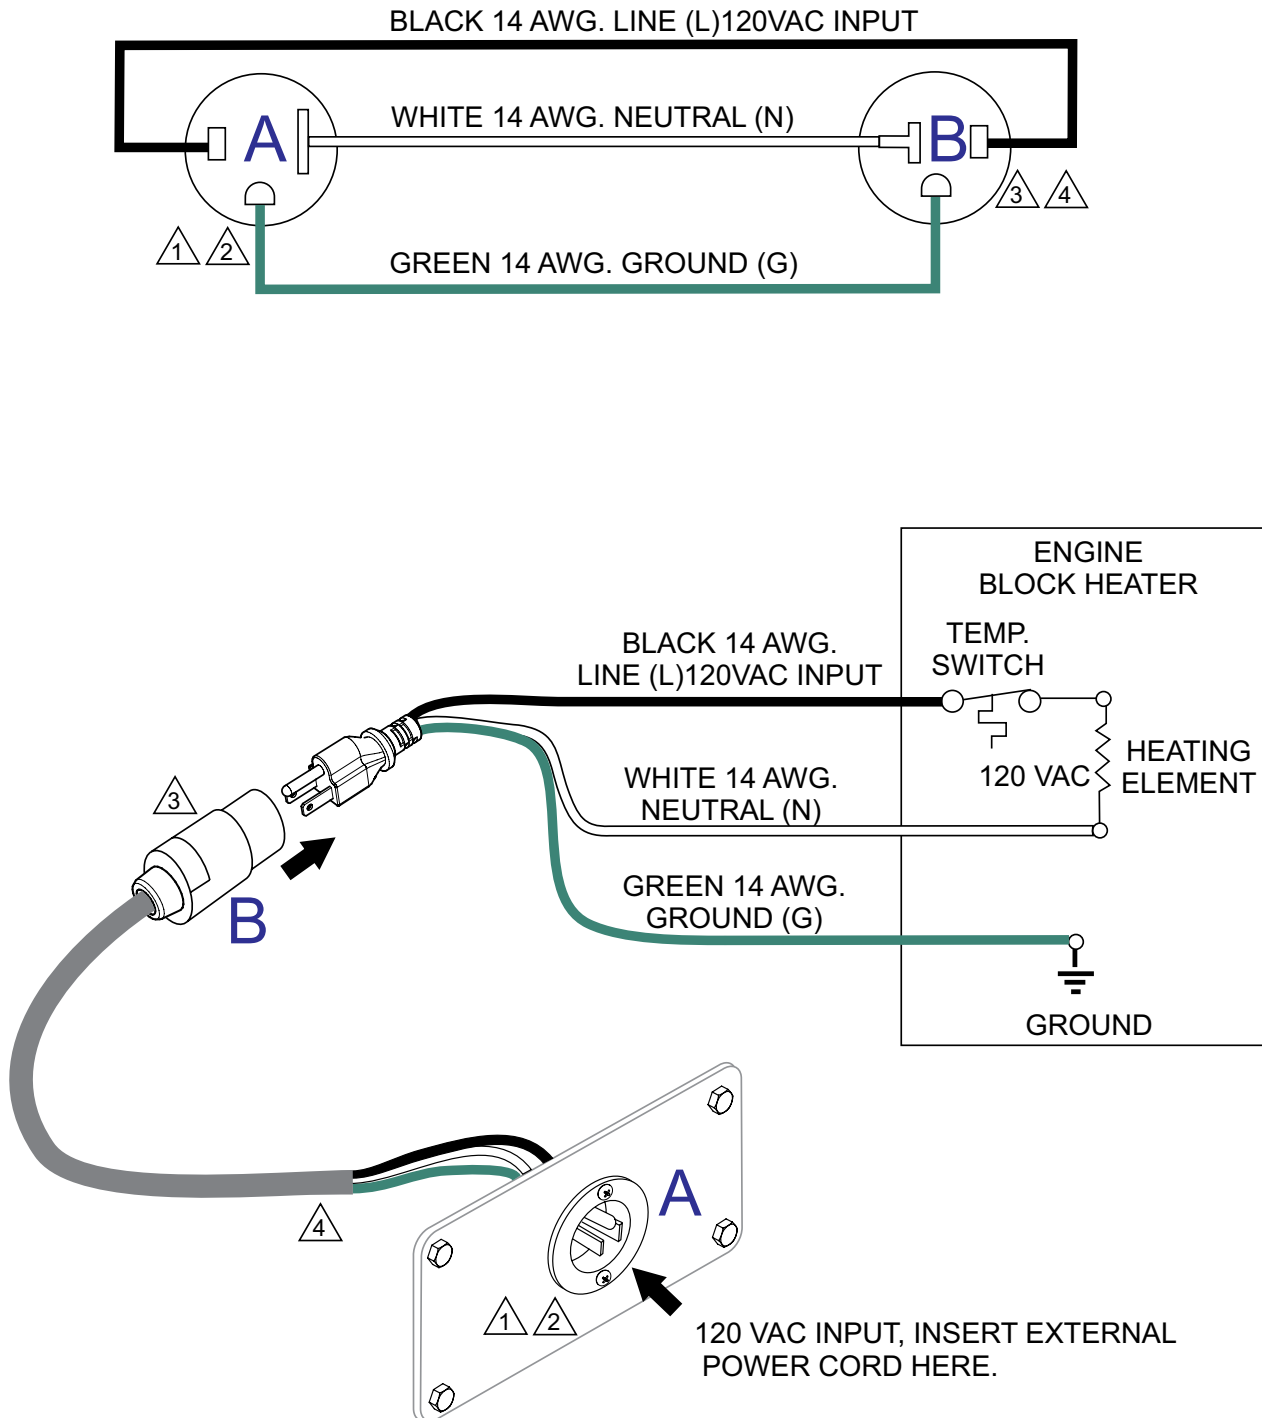 BLACK 14 AWG. LINE (L)120VAC INPUT
WHITE 14 AWG. NEUTRAL (N)
A
B
3
4
1
2
GREEN 14 AWG. GROUND (G)
ENGINE
BLOCK HEATER
BLACK 14 AWG.
LINE (L)120VAC INPUT
TEMP.
SWITCH
HEATING
ELEMENT
120 VAC
WHITE 14 AWG.
NEUTRAL (N)
3
B
GREEN 14 AWG.
GROUND (G)
GROUND
A
4
1
2
120 VAC INPUT, INSERT EXTERNAL
POWER CORD HERE.